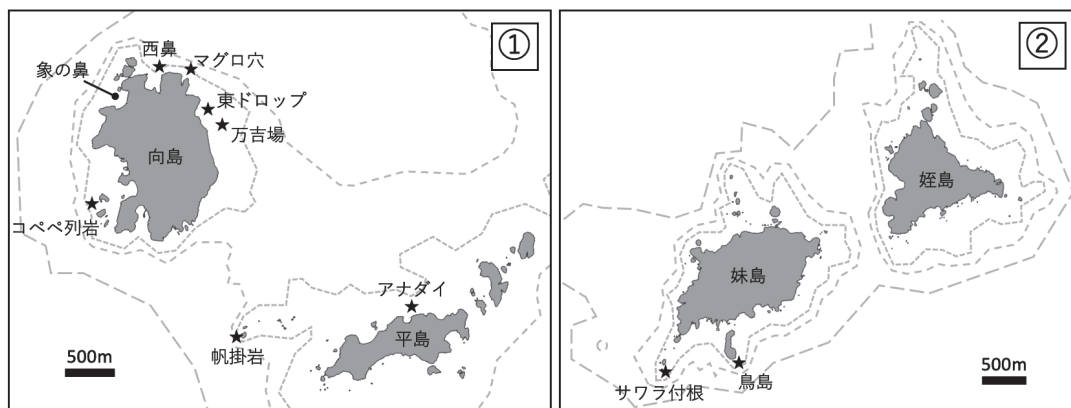 ①
西鼻
マグロ穴
象の鼻
東ドロップ
万吉場
向島
コペペ列岩
アナダイ
平島
帆掛岩
500m
②
姪島
妹島
サワラ付根
鳥島
500m